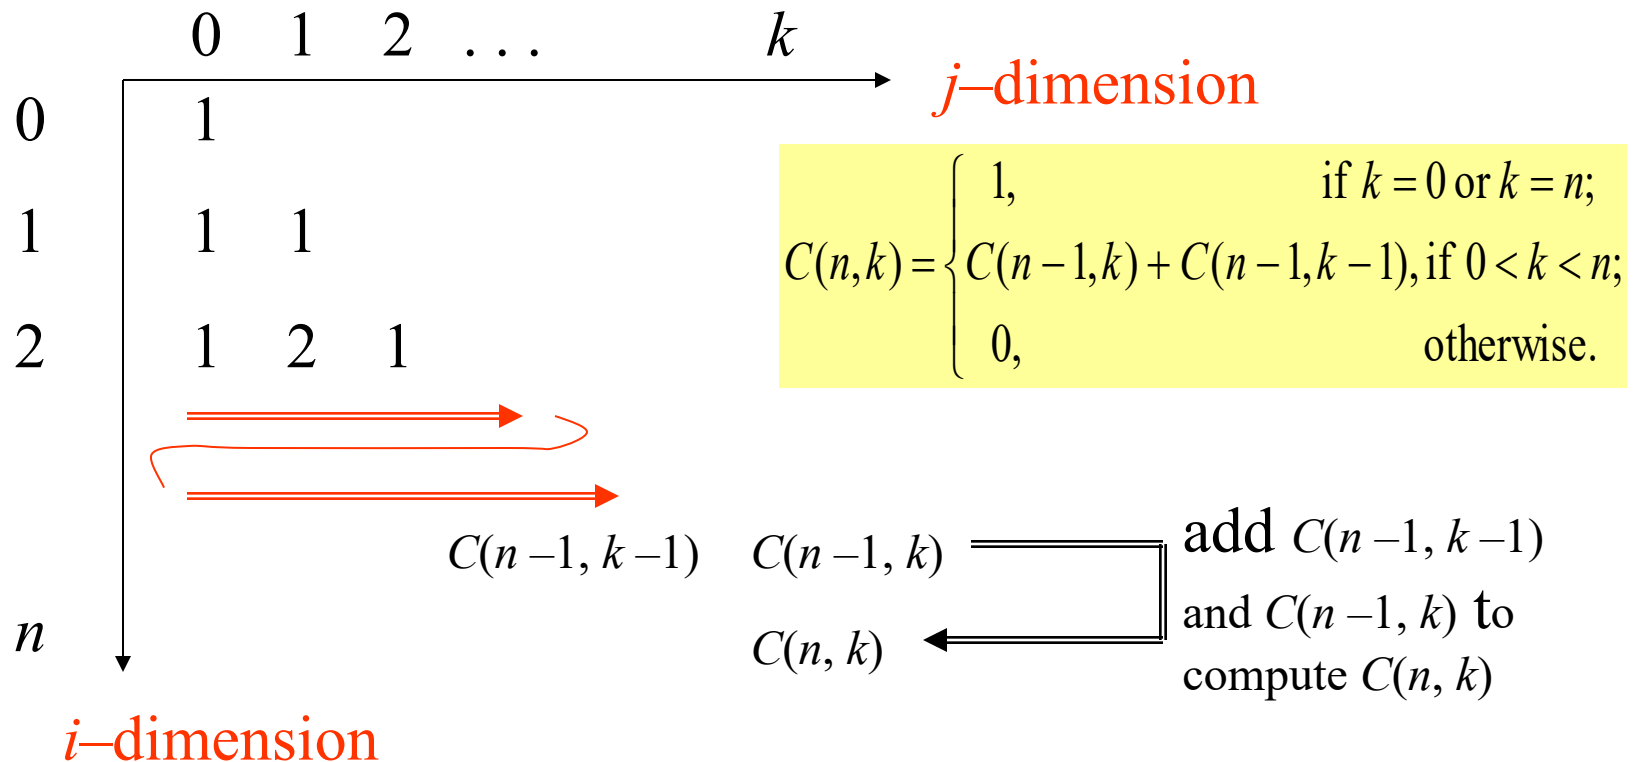 0 1 2 . . . k
j–dimension
0 1
1 1 1
2 1 2 1
C(n,k) = { 1, if k = 0 or k = n;
C(n − 1,k) + C(n − 1,k − 1), if 0 < k < n;
0, otherwise.
C(n –1, k –1) C(n –1, k)
n C(n, k)
add C(n –1, k –1)
and C(n –1, k) to
compute C(n, k)
i–dimension